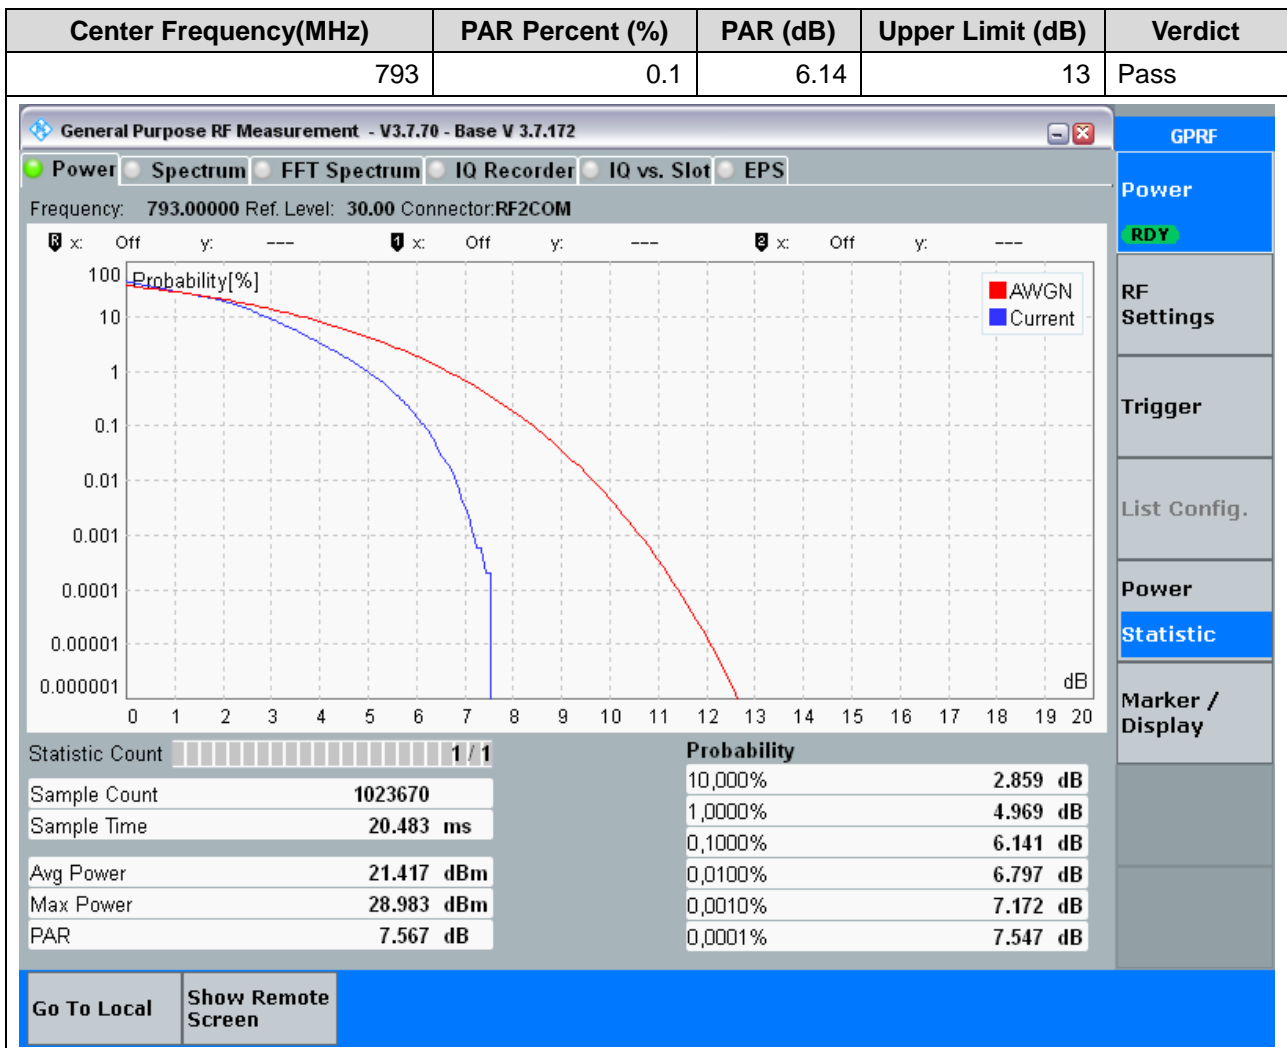 Center Frequency(MHz) PAR Percent (%) PAR (dB) Upper Limit (dB) Verdict
793 0.1 6.14 13 Pass
General Purpose RF Measurement - V3.7.70 - Base V 3.7.172
GPRF
Power Spectrum FFT Spectrum IQ Recorder IQ vs. Slot EPS
Frequency: 793.00000 Ref. Level: 30.00 Connector:RF2COM
Power
RDY
R x: Off y: --- 1 x: Off y: --- 2 x: Off y: ---
Probability[%]
100
10
1
0.1
0.01
0.001
0.0001
0.00001
0.000001
AWGN
Current
dB
0 1 2 3 4 5 6 7 8 9 10 11 12 13 14 15 16 17 18 19 20
RF
Settings
Trigger
List Config.
Power
Statistic
Marker /
Display
Statistic Count 1 / 1
Sample Count 1023670
Sample Time 20.483 ms
Avg Power 21.417 dBm
Max Power 28.983 dBm
PAR 7.567 dB
Probability
10,000% 2.859 dB
1,0000% 4.969 dB
0,1000% 6.141 dB
0,0100% 6.797 dB
0,0010% 7.172 dB
0,0001% 7.547 dB
Go To Local
Show Remote
Screen